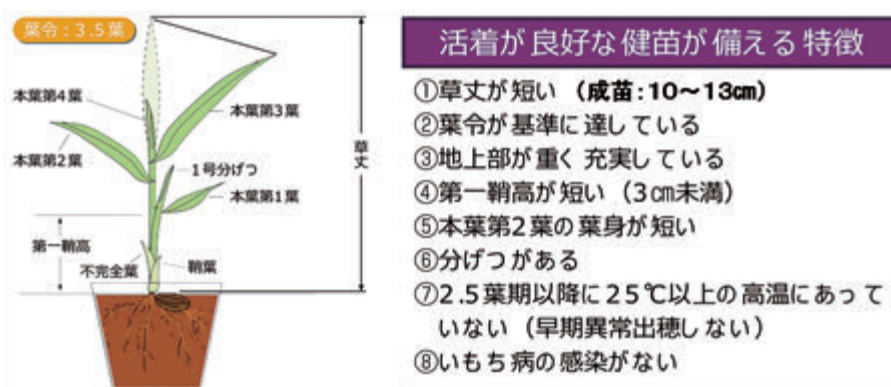 葉令：3.5葉
本葉第4葉
本葉第3葉
本葉第2葉
1号分げつ
本葉第1葉
草丈
第一鞘高
不完全葉
鞘葉
活着が良好な健苗が備える特徴
①草丈が短い（成苗：10～13㎝）
②葉令が基準に達している
③地上部が重く充実している
④第一鞘高が短い（3㎝未満）
⑤本葉第2葉の葉身が短い
⑥分げつがある
⑦2.5葉期以降に25℃以上の高温にあって
いない（早期異常出穂しない）
⑧いもち病の感染がない